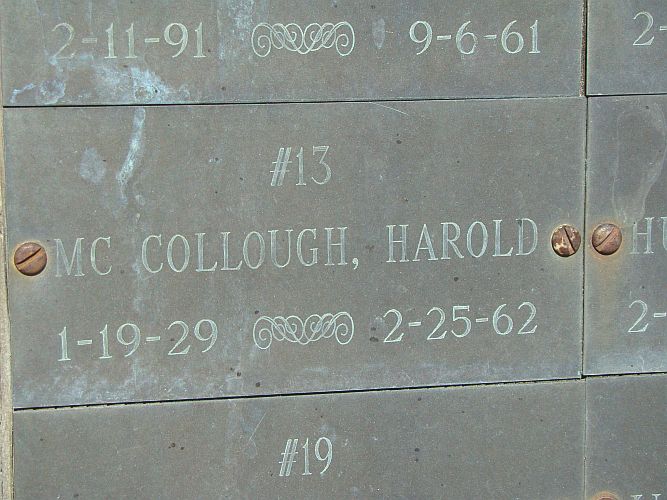 2-11-91 9-6-61
#13
MC COLLOUGH, HAROLD
1-19-29 2-25-62
#19